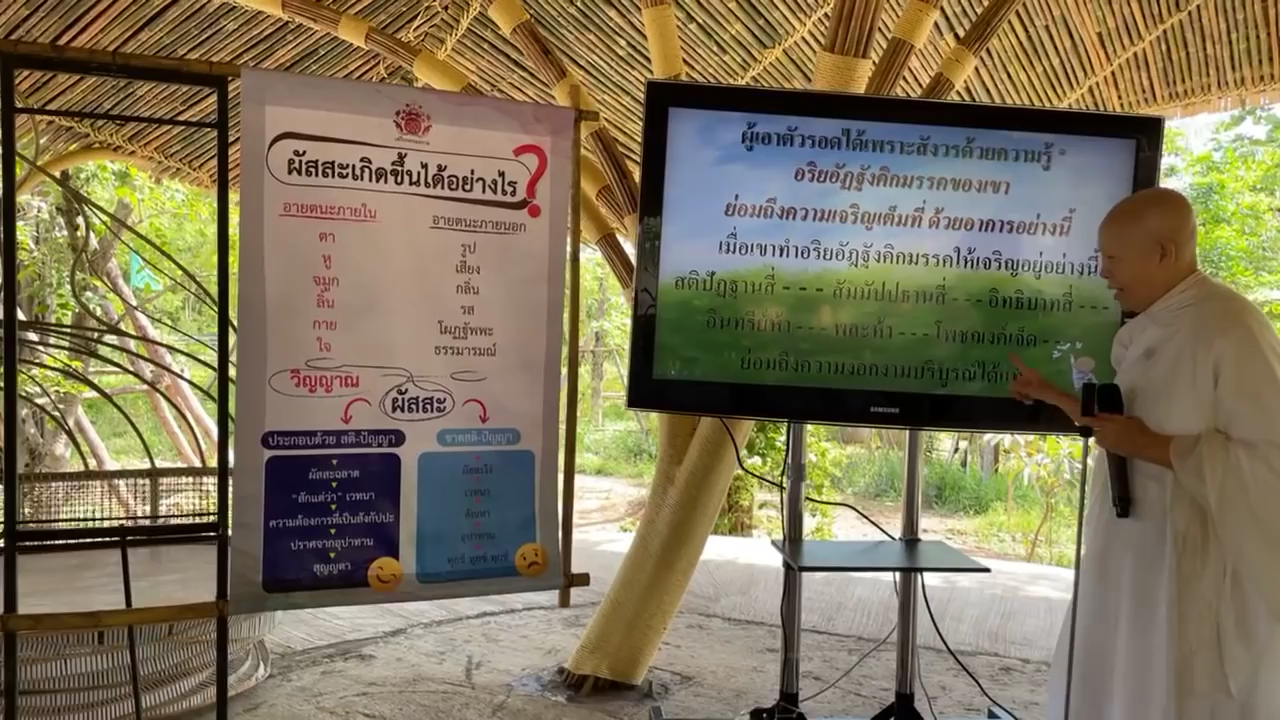 ผัสสะเกิดขึ้นได้อย่างไร?
อายตนะภายใน
อายตนะภายนอก
ตา
รูป
หู
เสียง
จมูก
กลิ่น
ลิ้น
รส
กาย
โผฏฐัพพะ
ใจ
ธรรมารมณ์
วิญญาณ
ผัสสะ
ประกอบด้วย สติ-ปัญญา
ผัสสะฉลาด
"สักแต่ว่า" เวทนา
ความต้องการที่เป็นสังกัปปะ
ปราศจากอุปาทาน
สุญญตา
ขาดสติ-ปัญญา
ผัสสะโง่
เวทนา
ตัณหา
อุปาทาน
ทุกข์ ทุกข์ ทุกข์
ผู้เอาตัวรอดได้เพราะสังวรด้วยความรู้
อริยอัฏฐังคิกมรรคของเขา
ย่อมถึงความเจริญเต็มที่ ด้วยอาการอย่างนี้
เมื่อเขาทำอริยอัฏฐังคิกมรรคให้เจริญอยู่อย่างนี้
สติปัฏฐานสี่ - - - สัมมัปปธานสี่ - - - อิทธิบาทสี่ - - -
อินทรีย์ห้า - - - พละห้า - - - โพชฌงค์เจ็ด - -
ย่อมถึงความงอกงามบริบูรณ์ได้
SAMSUNG